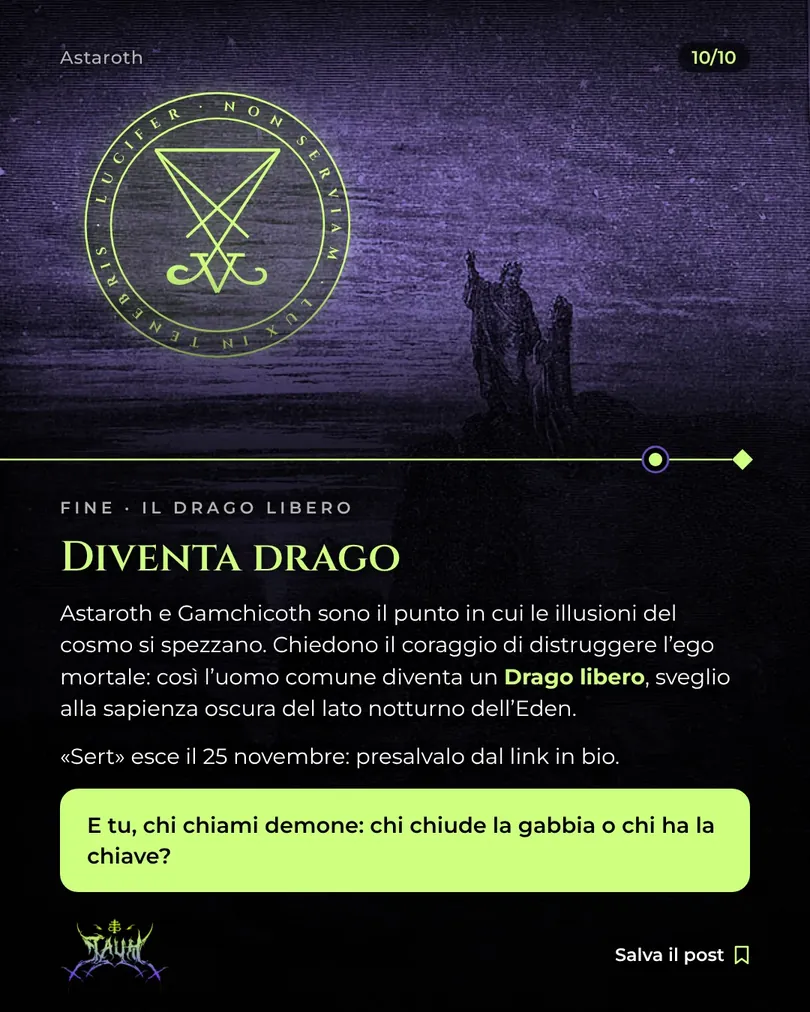 Astaroth
10/10
LUCIFER · NON SERVIAM · LUX IN TENEBRIS ·
FINE · IL DRAGO LIBERO
DIVENTA DRAGO
Astaroth e Gamchicoth sono il punto in cui le illusioni del
cosmo si spezzano. Chiedono il coraggio di distruggere l’ego
mortale: così l’uomo comune diventa un Drago libero, sveglio
alla sapienza oscura del lato notturno dell’Eden.
«Sert» esce il 25 novembre: presalvalo dal link in bio.
E tu, chi chiami demone: chi chiude la gabbia o chi ha la
chiave?
Salva il post